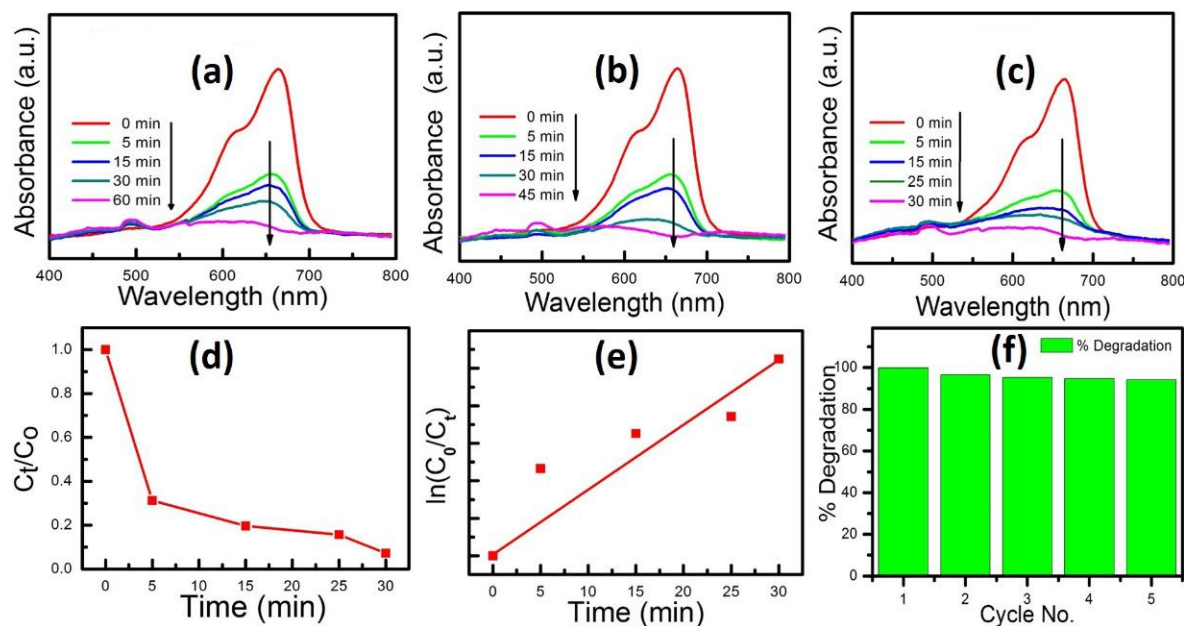 (a)
Absorbance (a.u.)
0 min
5 min
15 min
30 min
60 min
400 500 600 700 800
Wavelength (nm)
(b)
Absorbance (a.u.)
0 min
5 min
15 min
30 min
45 min
400 500 600 700 800
Wavelength (nm)
(c)
Absorbance (a.u.)
0 min
5 min
15 min
25 min
30 min
400 500 600 700 800
Wavelength (nm)
(d)
Ct/Co
1.0
0.8
0.6
0.4
0.2
0.0
0 5 10 15 20 25 30
Time (min)
(e)
ln(C0/Ct)
0 5 10 15 20 25 30
Time (min)
(f)
% Degradation
% Degradation
100
80
60
40
20
0
1 2 3 4 5
Cycle No.